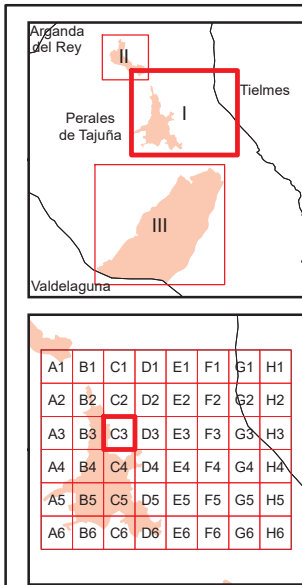 Arganda
del Rey
II
Tielmes
I
Perales
de Tajuña
III
Valdelaguna
A1 B1 C1 D1 E1 F1 G1 H1
A2 B2 C2 D2 E2 F2 G2 H2
A3 B3 C3 D3 E3 F3 G3 H3
A4 B4 C4 D4 E4 F4 G4 H4
A5 B5 C5 D5 E5 F5 G5 H5
A6 B6 C6 D6 E6 F6 G6 H6